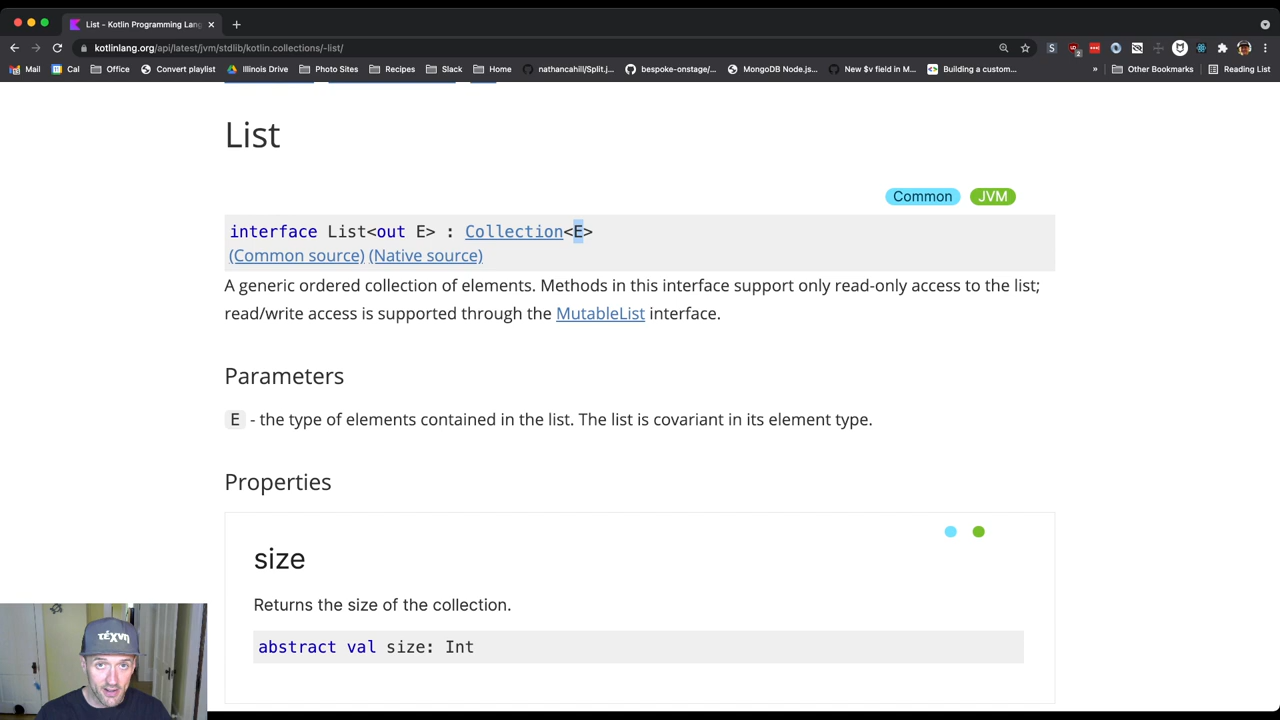 List - Kotlin Programming Lang
kotlinlang.org/api/latest/jvm/stdlib/kotlin.collections/-list/
Mail Cal Office Convert playlist Illinois Drive Photo Sites Recipes Slack Home nathancahill/Split.j... bespoke-onstage/... MongoDB Node.js... New $v field in M... Building a custom... » Other Bookmarks Reading List
List
Common JVM
interface List<out E> : Collection<E>
(Common source) (Native source)
A generic ordered collection of elements. Methods in this interface support only read-only access to the list;
read/write access is supported through the MutableList interface.
Parameters
E - the type of elements contained in the list. The list is covariant in its element type.
Properties
size
Returns the size of the collection.
abstract val size: Int
τέχνη